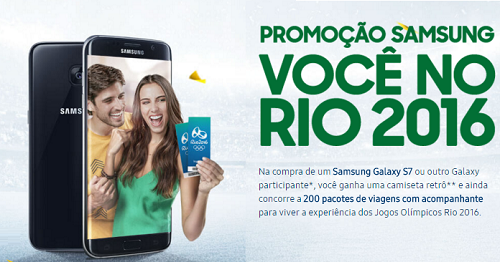 PROMOÇÃO SAMSUNG
VOCÊ NO
RIO 2016
Na compra de um Samsung Galaxy S7 ou outro Galaxy
participante*, você ganha uma camiseta retrô** e ainda
concorre a 200 pacotes de viagens com acompanhante
para viver a experiência dos Jogos Olímpicos Rio 2016.
SAMSUNG
SAMS
Rio2016